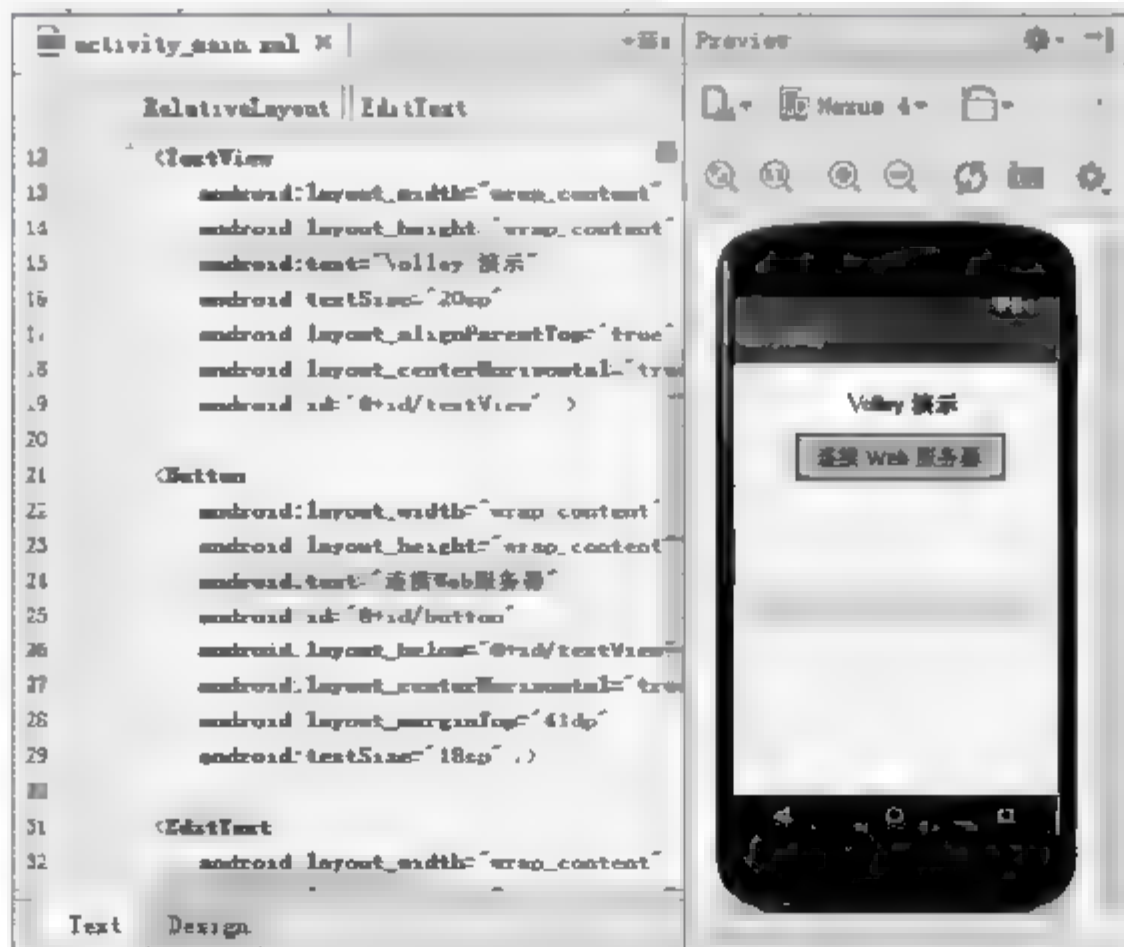 activity_main.xml ×
RelativeLayout EditText
12 <TextView
13 android:layout_width="wrap_content"
14 android:layout_height="wrap_content"
15 android:text="Volley 演示"
16 android:textSize="20sp"
17 android:layout_alignParentTop="true"
18 android:layout_centerHorizontal="true
19 android:id="@+id/textView" />
20
21 <Button
22 android:layout_width="wrap_content"
23 android:layout_height="wrap_content"
24 android:text="连接Web服务器"
25 android:id="@+id/button"
26 android:layout_below="@+id/textView"
27 android:layout_centerHorizontal="true
28 android:layout_marginTop="41dp"
29 android:textSize="18sp" />
30
31 <EditText
32 android:layout_width="wrap_content"
Text Design
Preview
Nexus 4
Volley 演示
连接 Web 服务器